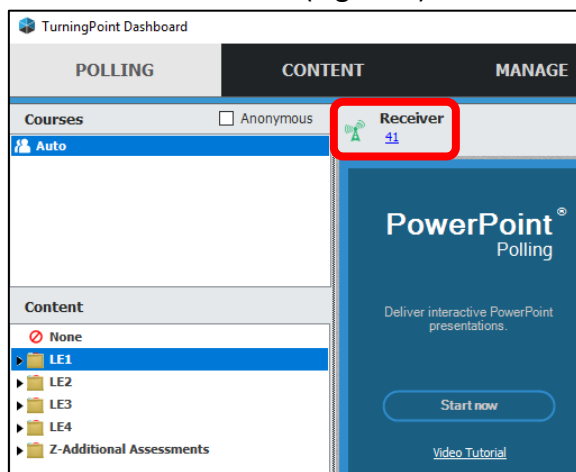 TurningPoint Dashboard
POLLING
CONTENT
MANAGE
Courses
Anonymous
Receiver
41
Auto
PowerPoint®
Polling
Deliver interactive PowerPoint
presentations.
Start now
Video Tutorial
Content
None
LE1
LE2
LE3
LE4
Z-Additional Assessments